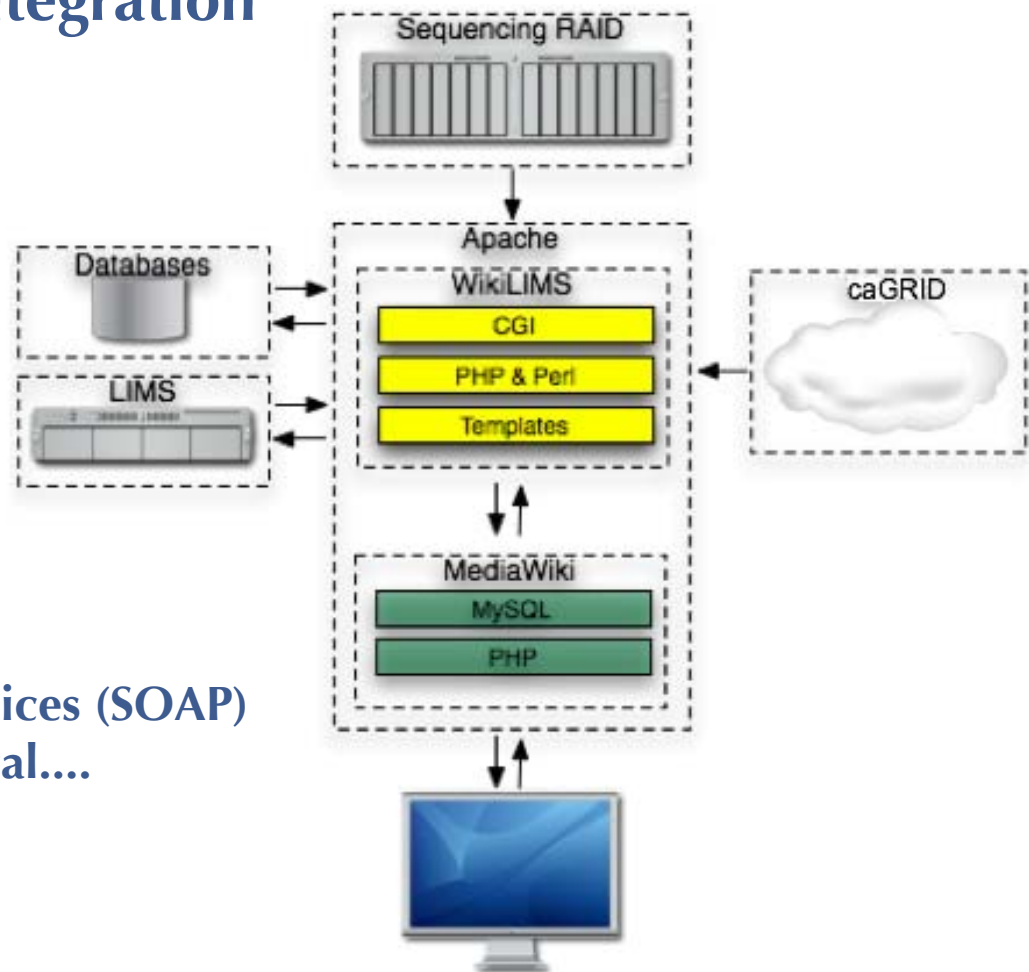 tegration
Sequencing RAID
Apache
Databases
WikiLIMS
caGRID
CGI
PHP & Perl
LIMS
Templates
MediaWiki
MySQL
PHP
ices (SOAP)
al....